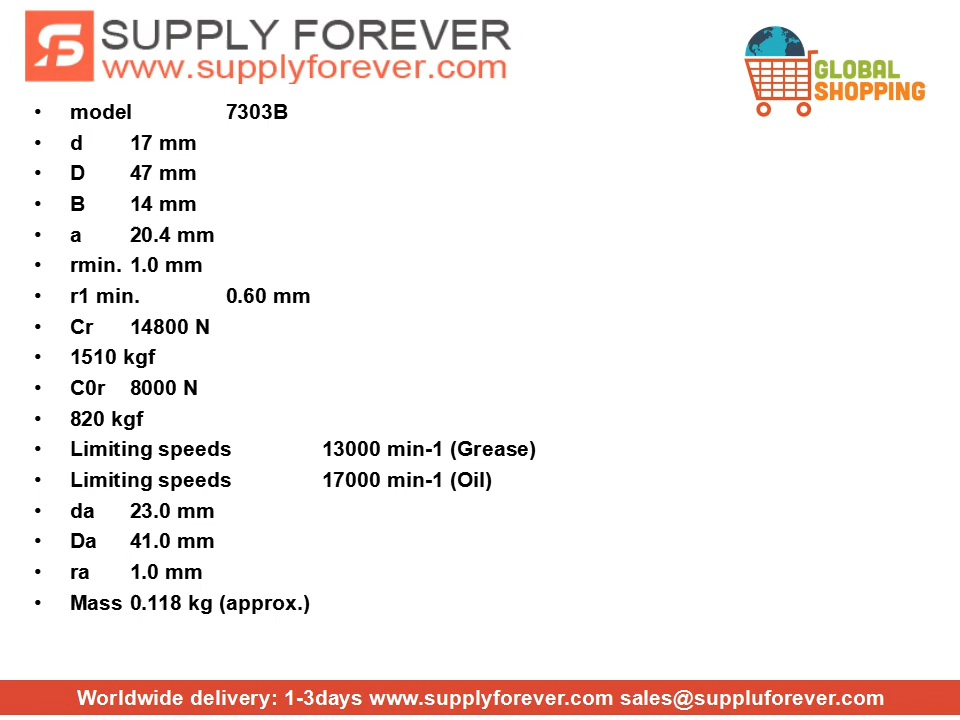 SUPPLY FOREVER
www.supplyforever.com
GLOBAL
SHOPPING
• model 7303B
• d 17 mm
• D 47 mm
• B 14 mm
• a 20.4 mm
• rmin. 1.0 mm
• r1 min. 0.60 mm
• Cr 14800 N
• 1510 kgf
• C0r 8000 N
• 820 kgf
• Limiting speeds 13000 min-1 (Grease)
• Limiting speeds 17000 min-1 (Oil)
• da 23.0 mm
• Da 41.0 mm
• ra 1.0 mm
• Mass 0.118 kg (approx.)
Worldwide delivery: 1-3days www.supplyforever.com sales@suppluforever.com